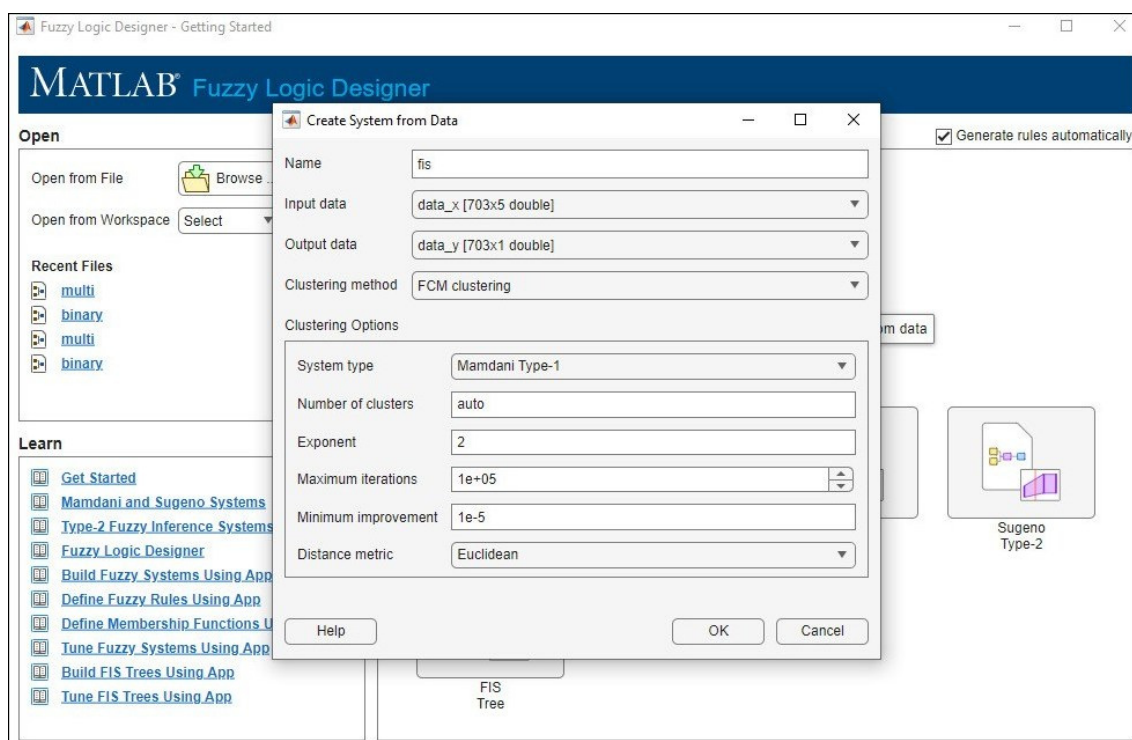 Fuzzy Logic Designer - Getting Started
MATLAB® Fuzzy Logic Designer
Open
Open from File
Browse ..
Open from Workspace
Select
Recent Files
multi
binary
multi
binary
Learn
Get Started
Mamdani and Sugeno Systems
Type-2 Fuzzy Inference Systems
Fuzzy Logic Designer
Build Fuzzy Systems Using App
Define Fuzzy Rules Using App
Define Membership Functions U
Tune Fuzzy Systems Using App
Build FIS Trees Using App
Tune FIS Trees Using App
Create System from Data
Name
fis
Input data
data_x [703x5 double]
Output data
data_y [703x1 double]
Clustering method
FCM clustering
Clustering Options
System type
Mamdani Type-1
Number of clusters
auto
Exponent
2
Maximum iterations
1e+05
Minimum improvement
1e-5
Distance metric
Euclidean
Help
OK
Cancel
Generate rules automatically
om data
Sugeno
Type-2
FIS
Tree